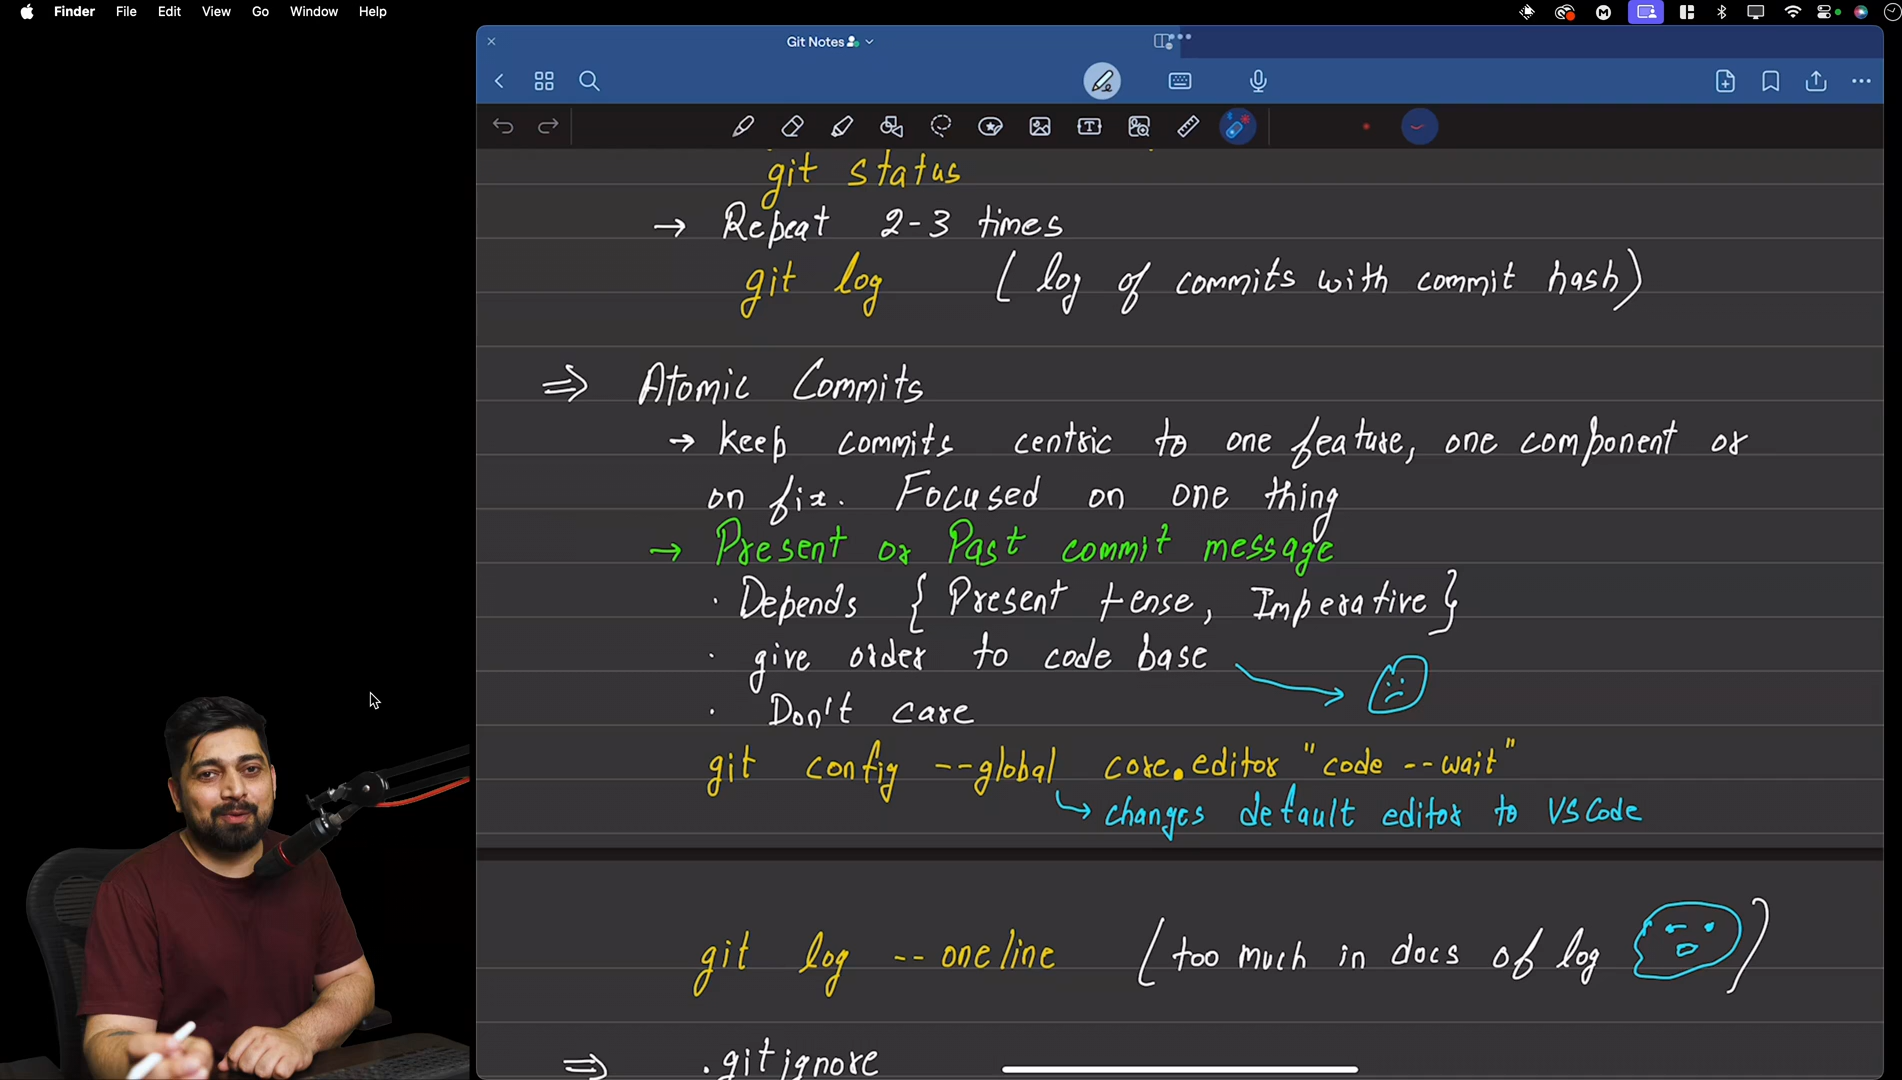 Finder File Edit View Go Window Help
Git Notes
git status
→ Repeat 2-3 times
git log ( log of commits with commit hash)
⇒ Atomic Commits
→ keep commits centric to one feature, one component or
on fix. Focused on one thing
→ Present or Past commit message
· Depends { Present tense, Imperative }
· give order to code base
· Don't care
git config --global core.editor "code --wait"
changes default editor to VSCode
git log --oneline (too much in docs of log )
⇒ .gitignore